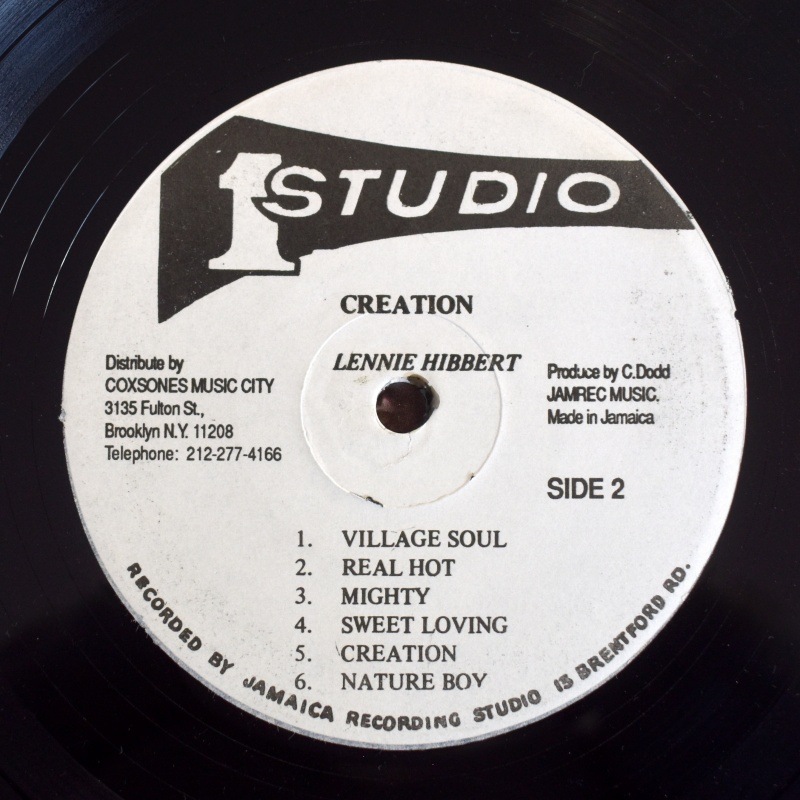 1 STUDIO
CREATION
LENNIE HIBBERT
Distribute by
COXSONES MUSIC CITY
3135 Fulton St.,
Brooklyn N.Y. 11208
Telephone: 212-277-4166
Produce by C.Dodd
JAMREC MUSIC.
Made in Jamaica
SIDE 2
1. VILLAGE SOUL
2. REAL HOT
3. MIGHTY
4. SWEET LOVING
5. CREATION
6. NATURE BOY
RECORDED BY JAMAICA RECORDING STUDIO 13 BRENTFORD RD.